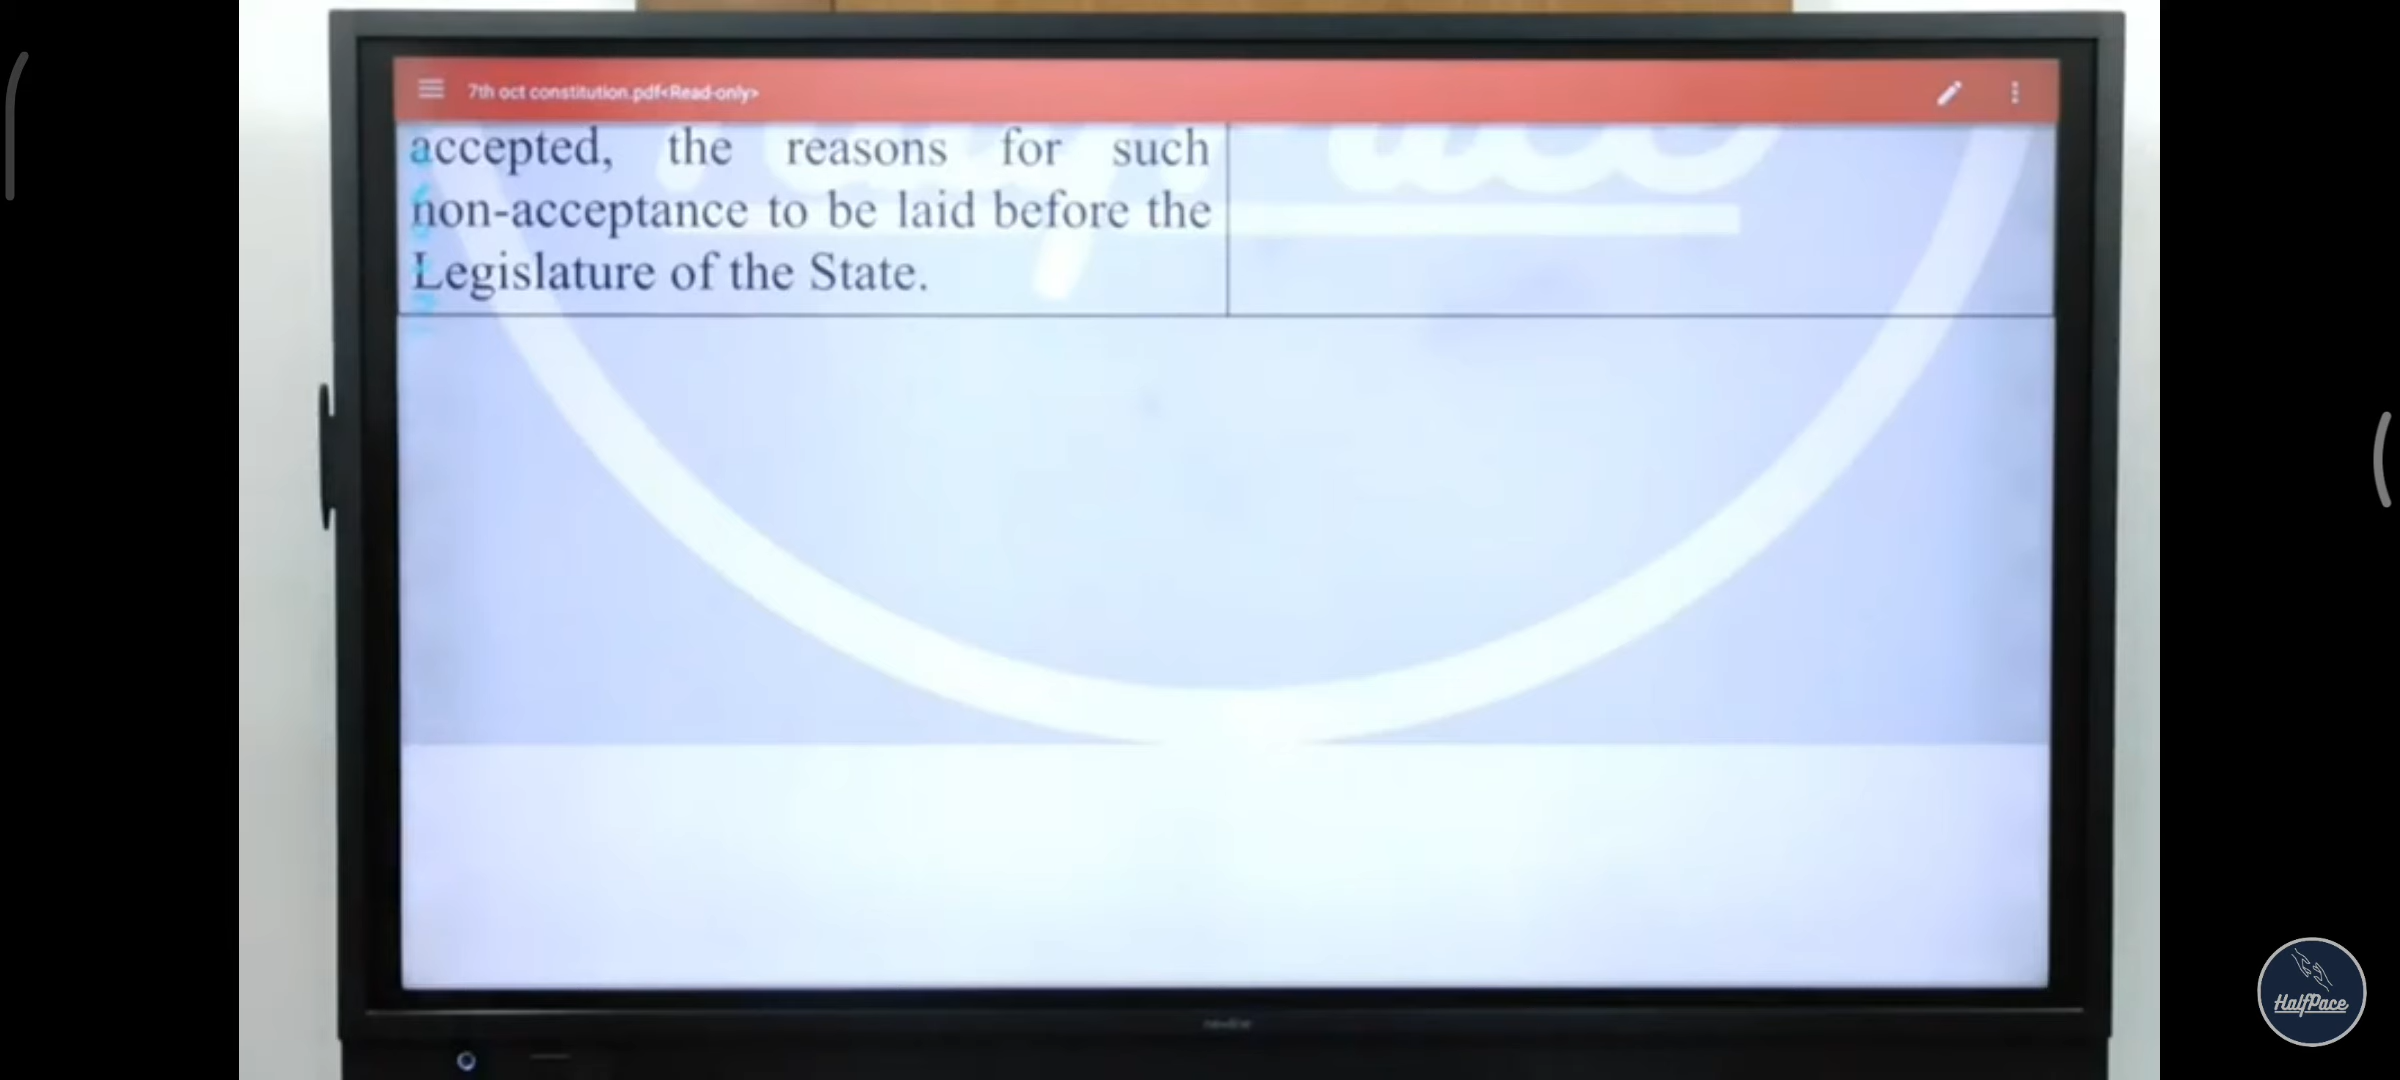 7th oct constitution.pdf<Read-only>
accepted, the reasons for such
non-acceptance to be laid before the
Legislature of the State.
HalfPace